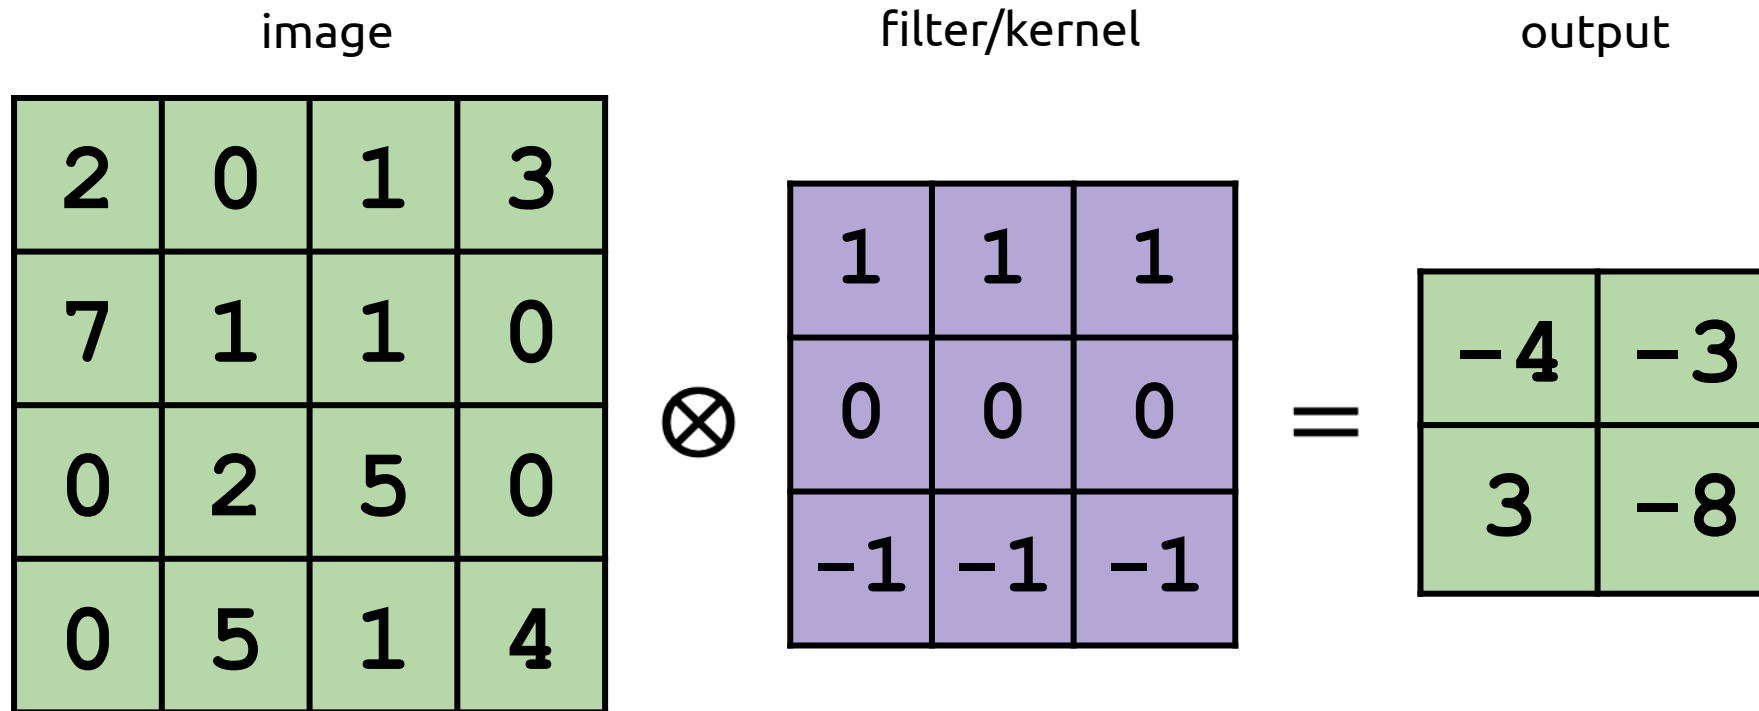 image filter/kernel output
2 0 1 3
7 1 1 0
0 2 5 0
0 5 1 4
⊗
1 1 1
0 0 0
-1 -1 -1
=
-4 -3
3 -8